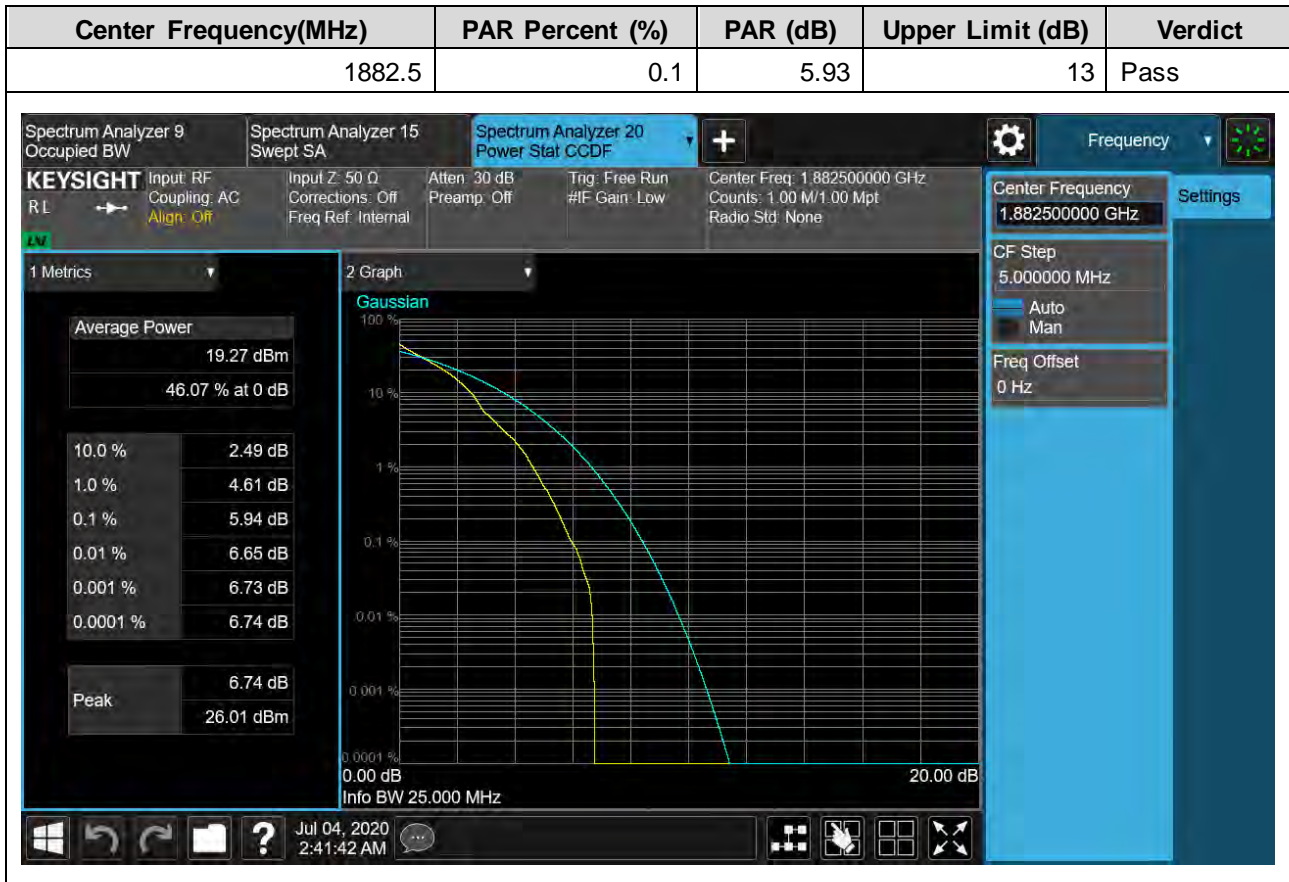 Center Frequency(MHz) PAR Percent (%) PAR (dB) Upper Limit (dB) Verdict
1882.5 0.1 5.93 13 Pass
Spectrum Analyzer 9 Spectrum Analyzer 15 Spectrum Analyzer 20 Frequency
Occupied BW Swept SA Power Stat CCDF
KEYSIGHT Input: RF Input Z: 50 Ω Atten: 30 dB Trig: Free Run Center Freq: 1.882500000 GHz
RL Coupling: AC Corrections: Off Preamp: Off #IF Gain: Low Counts: 1.00 M/1.00 Mpt
Align: Off Freq Ref: Internal Radio Std: None
LXI
Center Frequency Settings
1.882500000 GHz
CF Step
5.000000 MHz
Auto
Man
Freq Offset
0 Hz
1 Metrics
Average Power
19.27 dBm
46.07 % at 0 dB
10.0 % 2.49 dB
1.0 % 4.61 dB
0.1 % 5.94 dB
0.01 % 6.65 dB
0.001 % 6.73 dB
0.0001 % 6.74 dB
Peak 6.74 dB
26.01 dBm
2 Graph
Gaussian
100 %
10 %
1 %
0.1 %
0.01 %
0.001 %
0.0001 %
0.00 dB 20.00 dB
Info BW 25.000 MHz
? Jul 04, 2020
2:41:42 AM